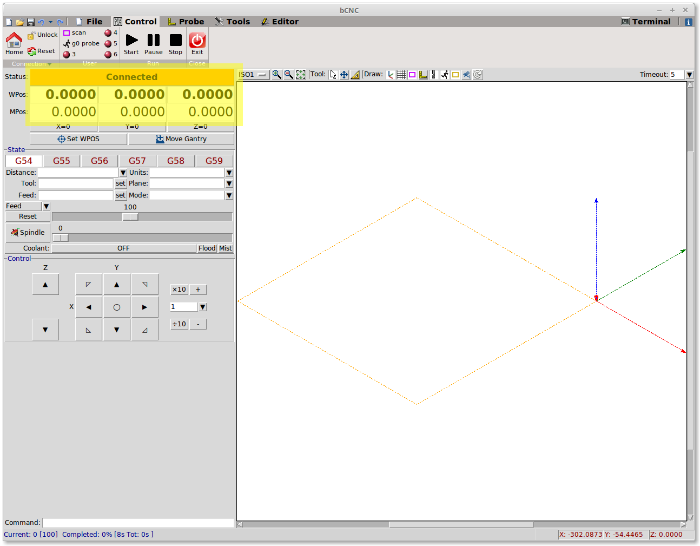 bCNC
File Control Probe Tools Editor Terminal
Home Unlock Reset scan g0 probe 3 4 5 6 Start Pause Stop Exit
Connection User Run Close
Status: Connected
WPos: 0.0000 0.0000 0.0000
MPos: 0.0000 0.0000 0.0000
X=0 Y=0 Z=0
Set WPOS Move Gantry
ISO1 Tool: Draw: Timeout: 5
State
G54 G55 G56 G57 G58 G59
Distance: Units:
Tool: set Plane:
Feed: set Mode:
Feed 100
Reset
Spindle 0
Coolant: OFF Flood Mist
Control
Z Y
×10 +
X 1
÷10 -
Command:
Current: 0 [100] Completed: 0% [8s Tot: 0s ] X: -302.0873 Y: -54.4465 Z: 0.0000